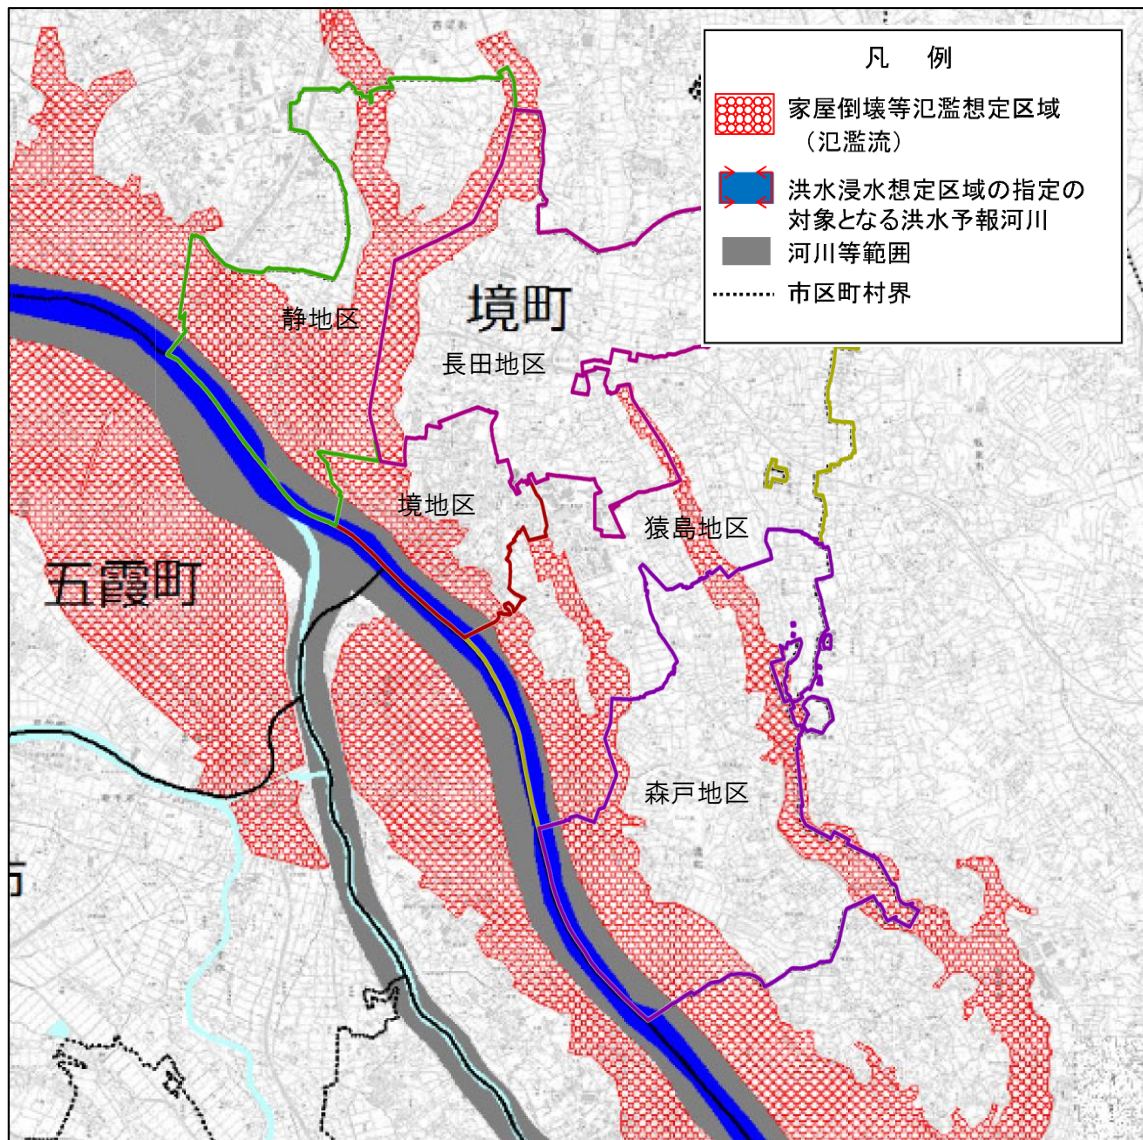 凡 例
家屋倒壊等氾濫想定区域
(氾濫流)
洪水浸水想定区域の指定の
対象となる洪水予報河川
河川等範囲
市区町村界
静地区
境町
長田地区
境地区
猿島地区
五霞町
森戸地区